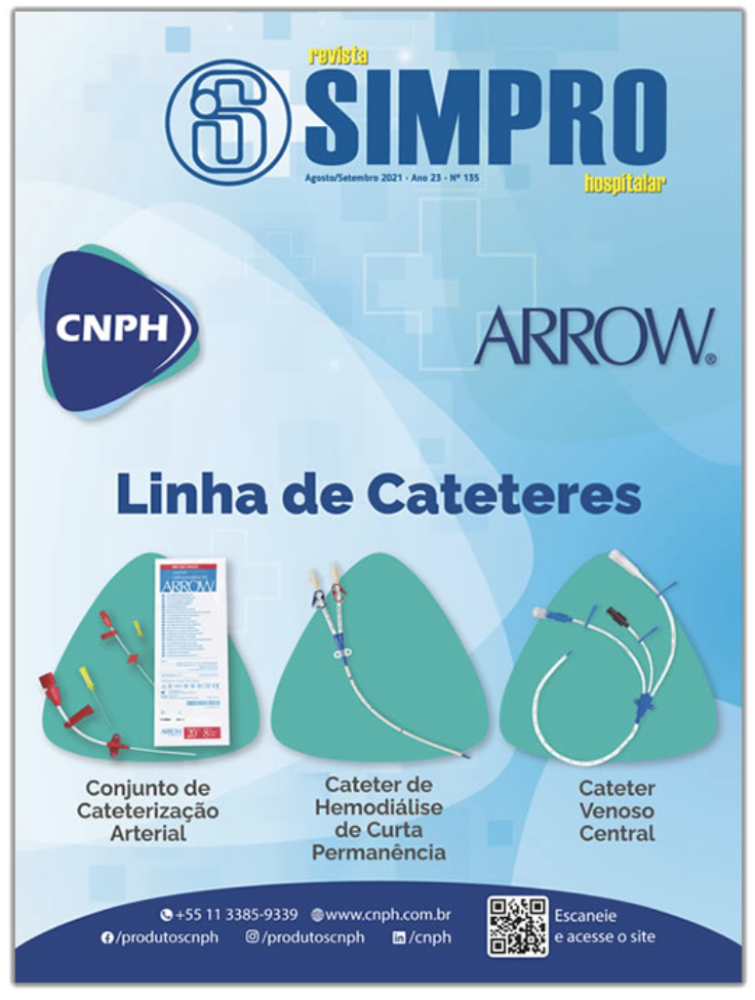 revista
SIMPRO
Agosto/Setembro 2021 - Ano 23 - Nº 135
hospitalar
CNPH
ARROW®
Linha de Cateteres
ARROW
ARROW
Conjunto de
Cateterização
Arterial
Cateter de
Hemodiálise
de Curta
Permanência
Cateter
Venoso
Central
+55 11 3385-9339 www.cnph.com.br
/produtoscnph /produtoscnph /cnph
Escaneie
e acesse o site